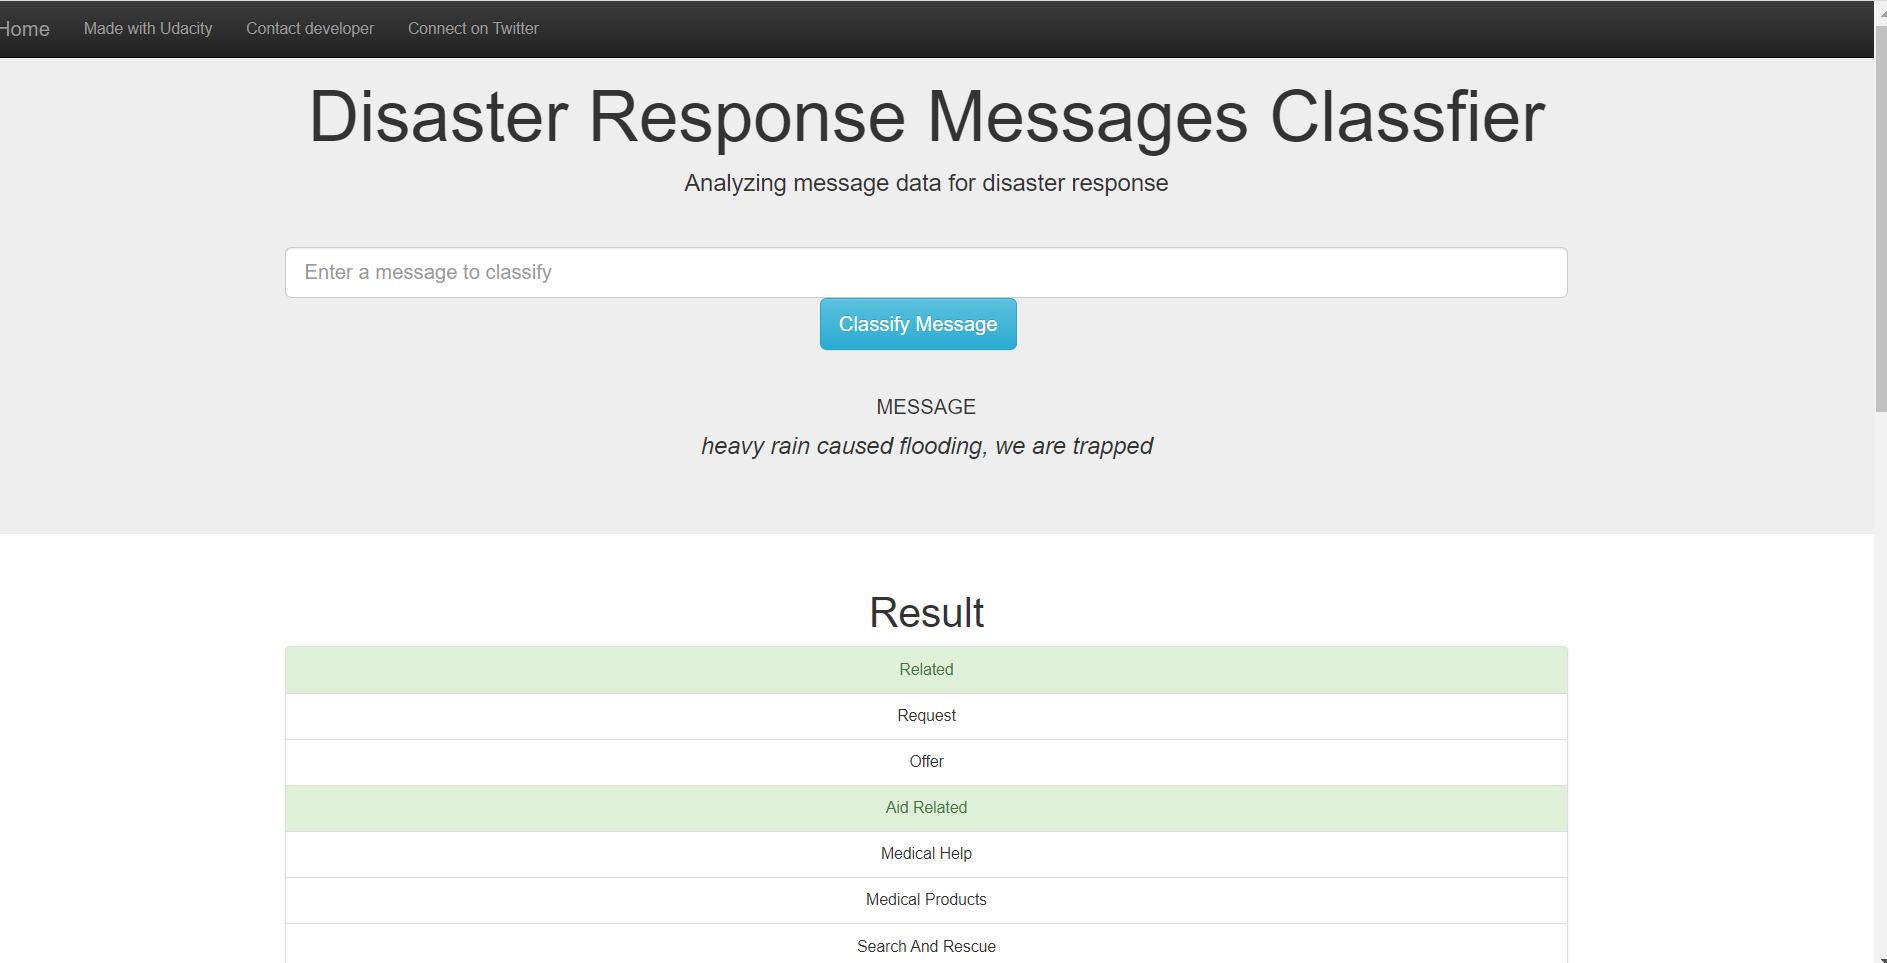 Home Made with Udacity Contact developer Connect on Twitter
Disaster Response Messages Classfier
Analyzing message data for disaster response
Enter a message to classify
Classify Message
MESSAGE
heavy rain caused flooding, we are trapped
Result
Related
Request
Offer
Aid Related
Medical Help
Medical Products
Search And Rescue